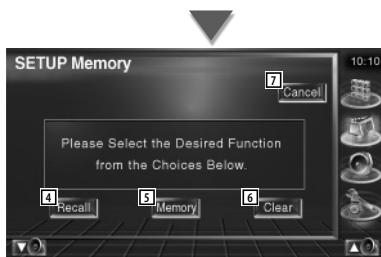 SETUP Memory
10:10
7
Cancel
Please Select the Desired Function
from the Choices Below.
4
5
6
Recall
Memory
Clear